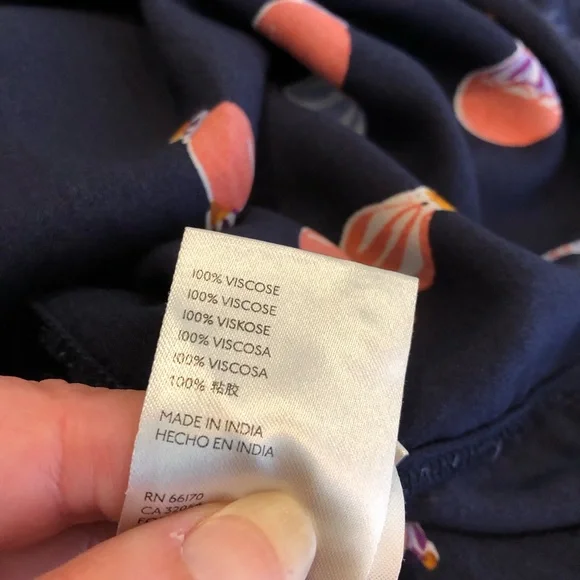 100% VISCOSE
100% VISCOSE
100% VISKOSE
100% VISCOSA
100% VISCOSA
100% 粘胶
MADE IN INDIA
HECHO EN INDIA
RN 66170
CA